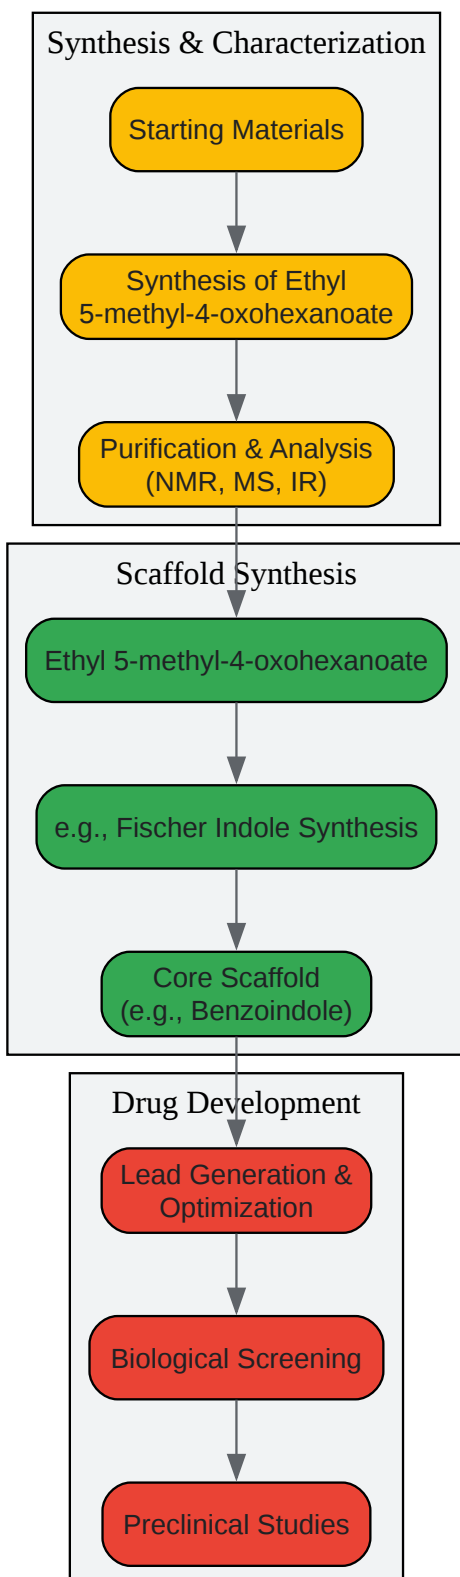 Synthesis & Characterization
Starting Materials
Synthesis of Ethyl
5-methyl-4-oxohexanoate
Purification & Analysis
(NMR, MS, IR)
Scaffold Synthesis
Ethyl 5-methyl-4-oxohexanoate
e.g., Fischer Indole Synthesis
Core Scaffold
(e.g., Benzoindole)
Drug Development
Lead Generation &
Optimization
Biological Screening
Preclinical Studies